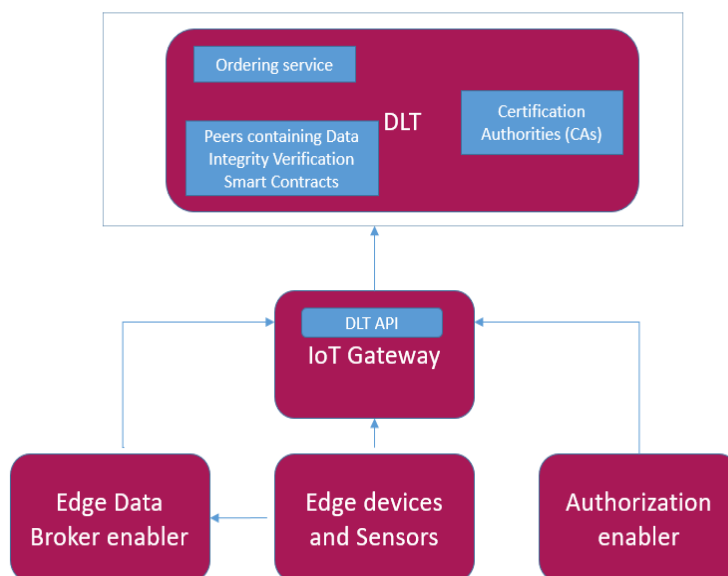 Ordering service
Peers containing Data
Integrity Verification
Smart Contracts
DLT
Certification
Authorities (CAs)
DLT API
IoT Gateway
Edge Data
Broker enabler
Edge devices
and Sensors
Authorization
enabler